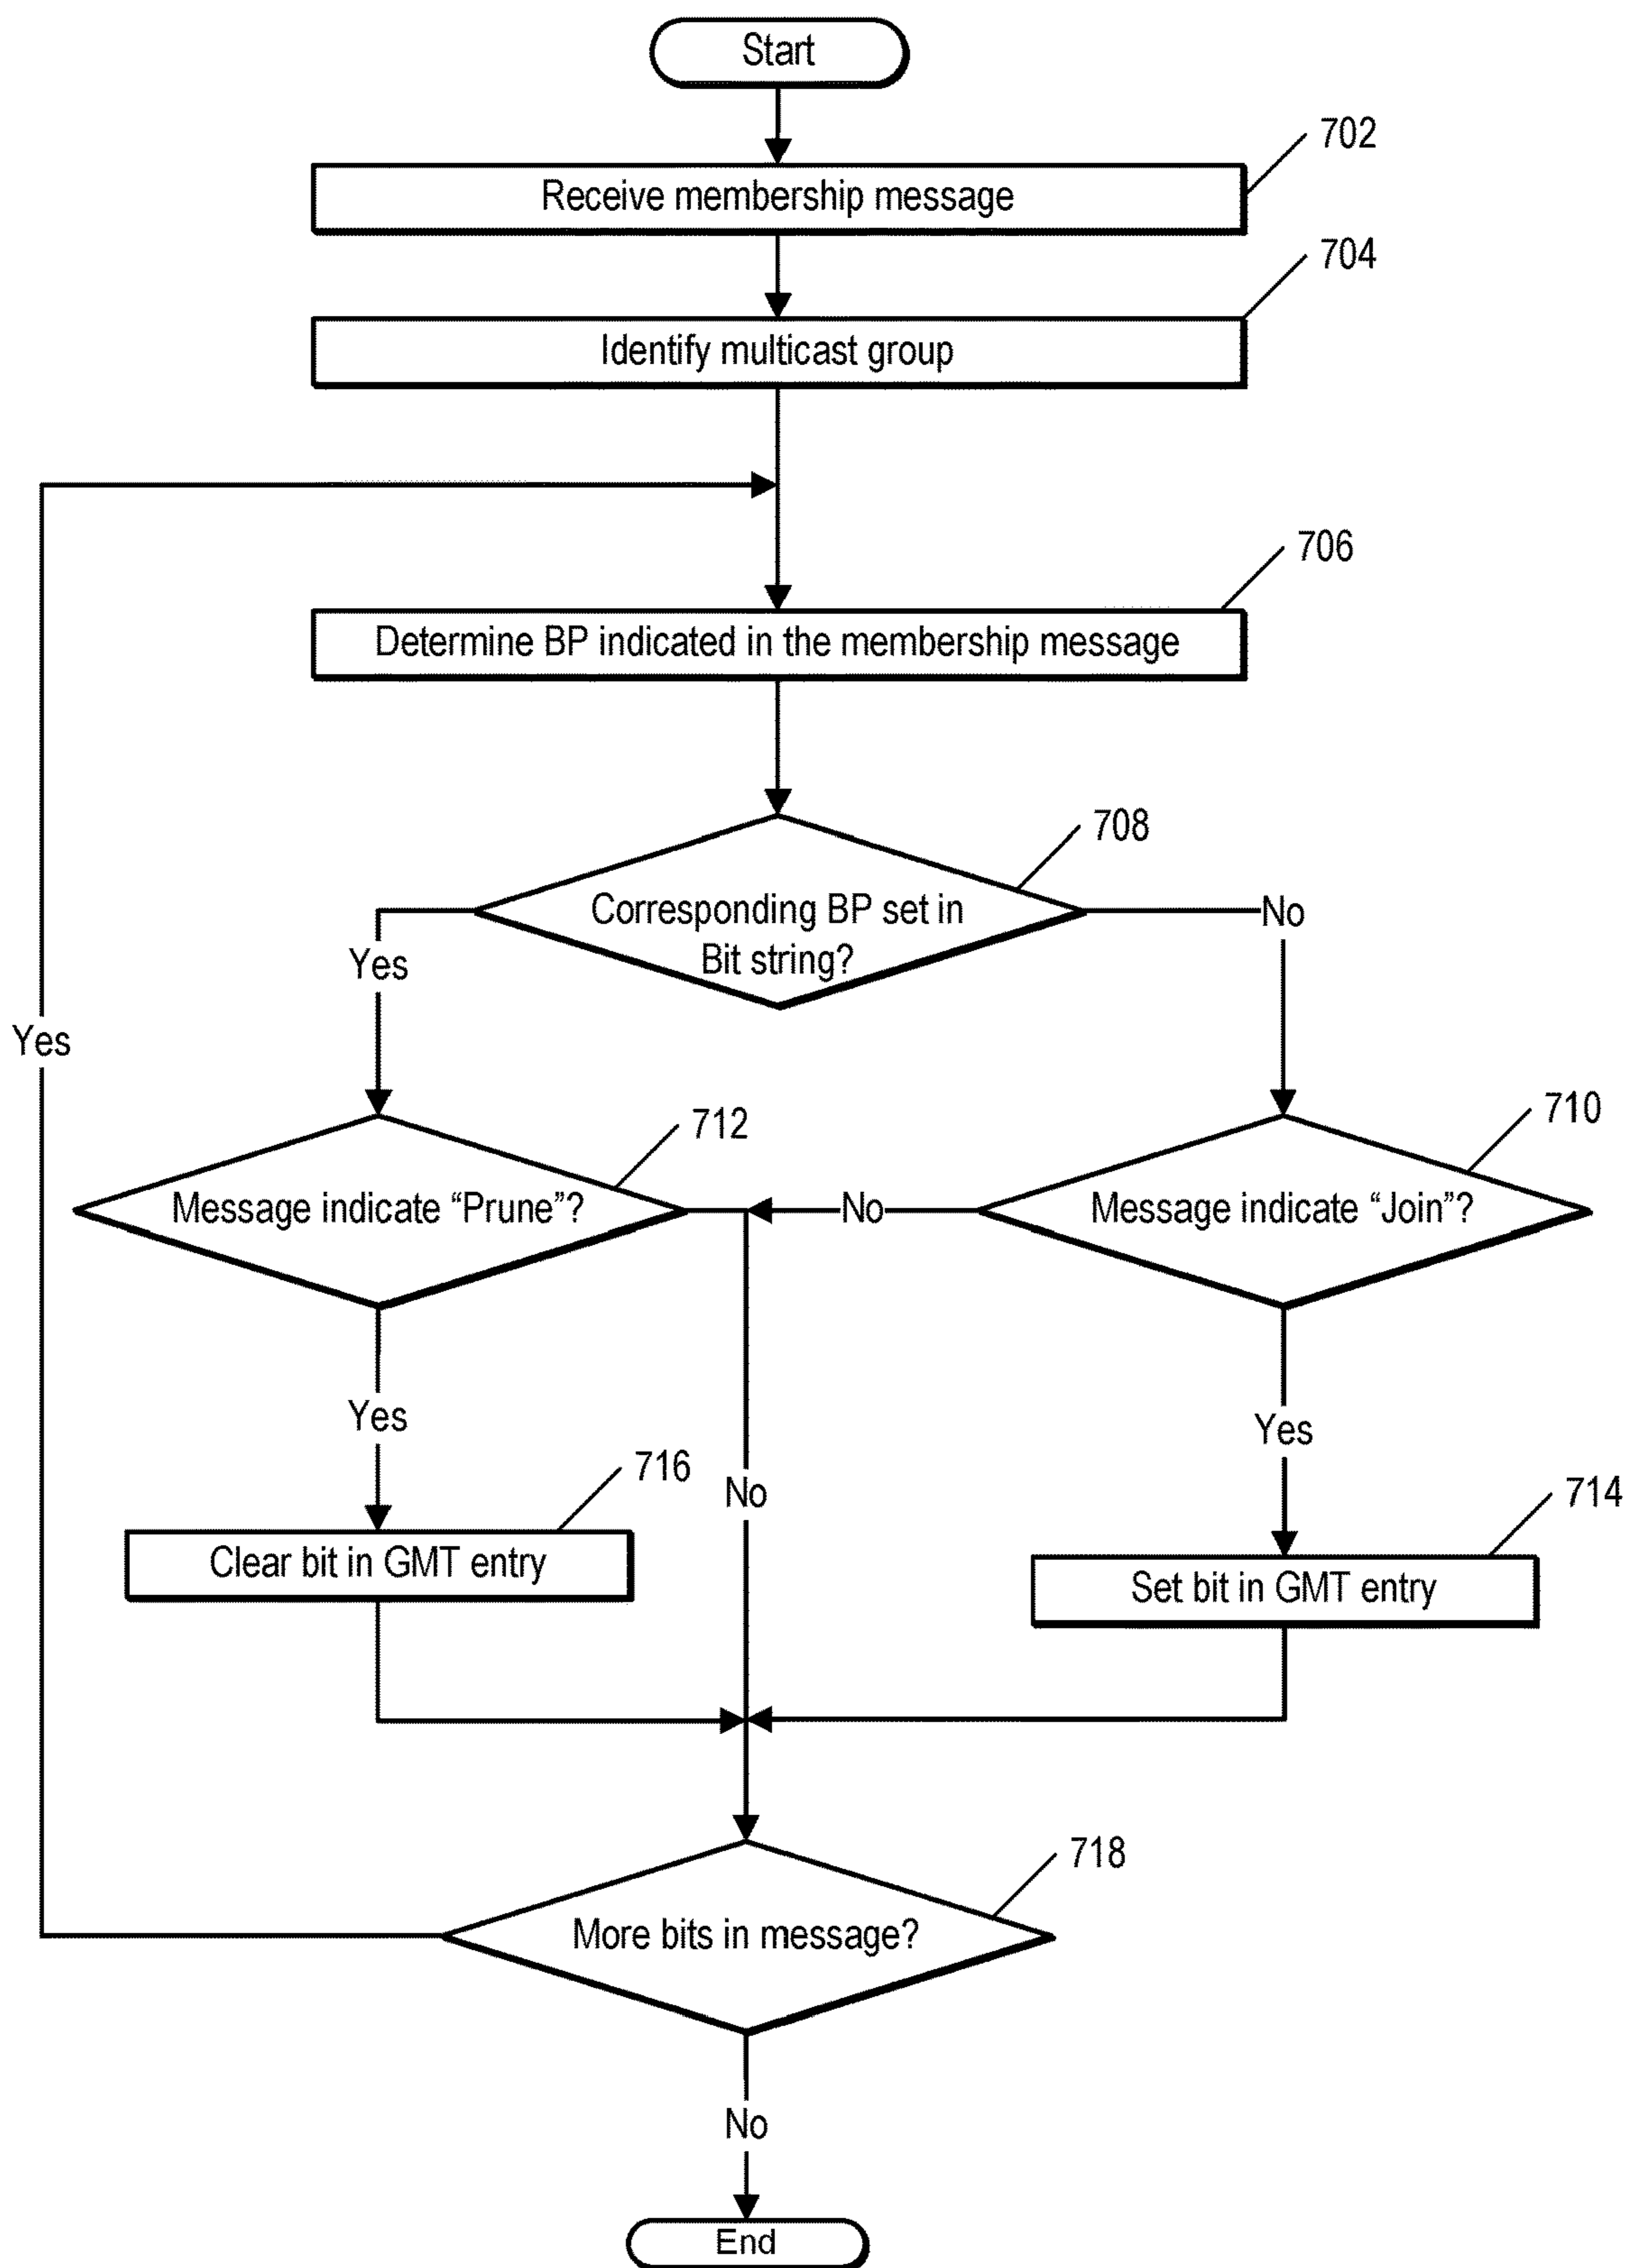 Start
702
Receive membership message
704
Identify multicast group
706
Determine BP indicated in the membership message
708
Corresponding BP set in
Bit string?
No
Yes
Yes
712
710
Message indicate “Prune”?
No
Message indicate “Join”?
Yes
Yes
716
No
714
Clear bit in GMT entry
Set bit in GMT entry
718
More bits in message?
No
End